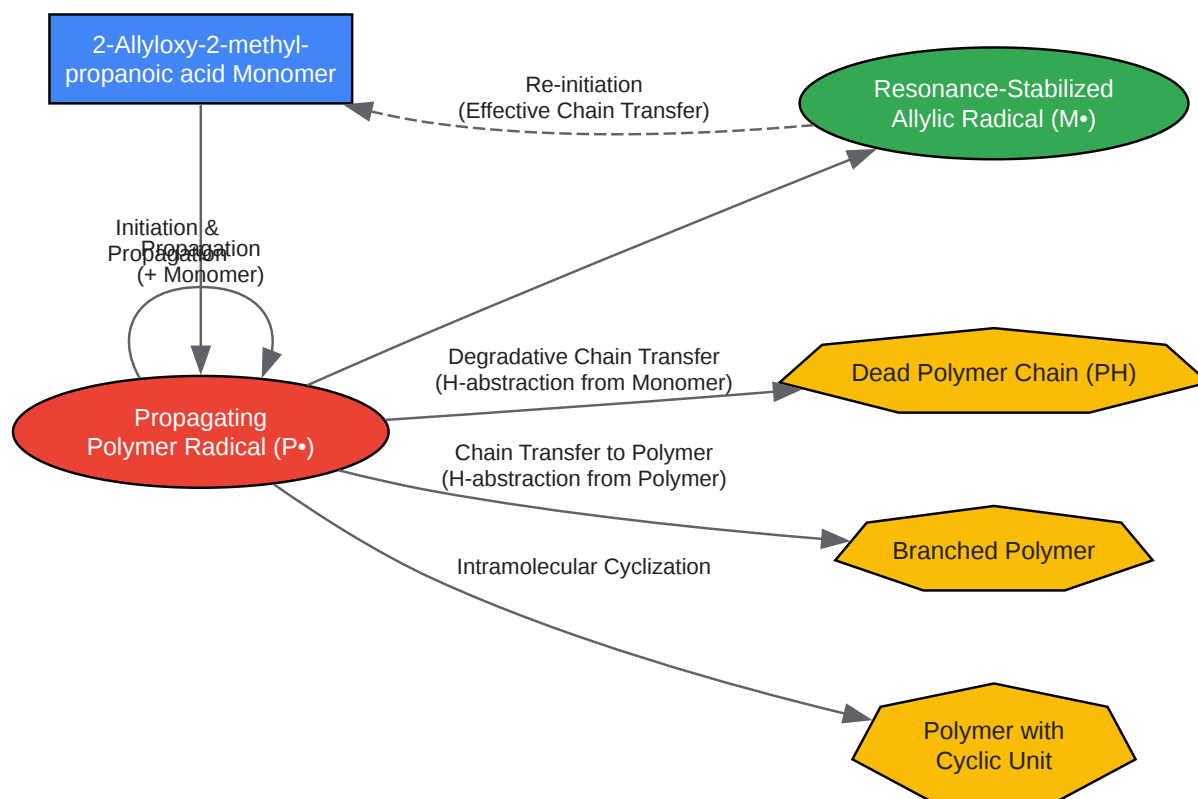 2-Allyloxy-2-methyl-
propanoic acid Monomer
Re-initiation
(Effective Chain Transfer)
Resonance-Stabilized
Allylic Radical (M•)
Initiation &
Propagation
Propagation
(+ Monomer)
Degradative Chain Transfer
(H-abstraction from Monomer)
Dead Polymer Chain (PH)
Propagating
Polymer Radical (P•)
Chain Transfer to Polymer
(H-abstraction from Polymer)
Branched Polymer
Intramolecular Cyclization
Polymer with
Cyclic Unit